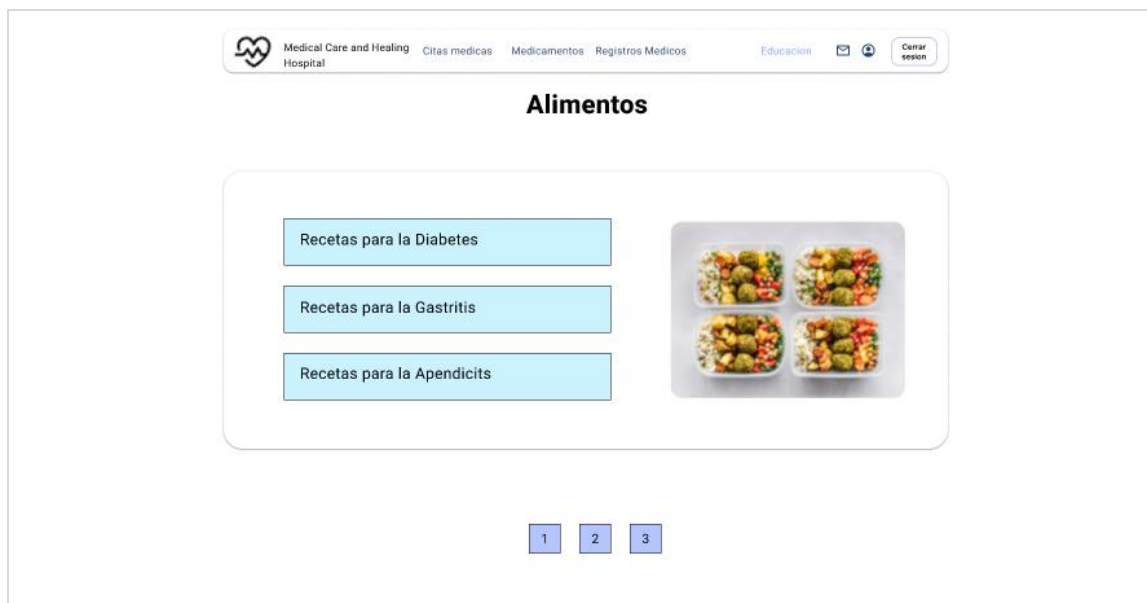 Medical Care and Healing
Hospital
Citas medicas
Medicamentos
Registros Medicos
Educacion
Cerrar
sesion
Alimentos
Recetas para la Diabetes
Recetas para la Gastritis
Recetas para la Apendicits
1
2
3